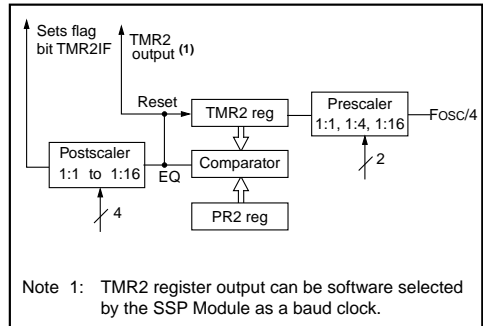 Sets flag
bit TMR2IF
TMR2
output (1)
Reset
TMR2 reg
Prescaler
1:1, 1:4, 1:16
FOSC/4
2
Postscaler
1:1 to 1:16
EQ
Comparator
4
PR2 reg
Note 1: TMR2 register output can be software selected
by the SSP Module as a baud clock.